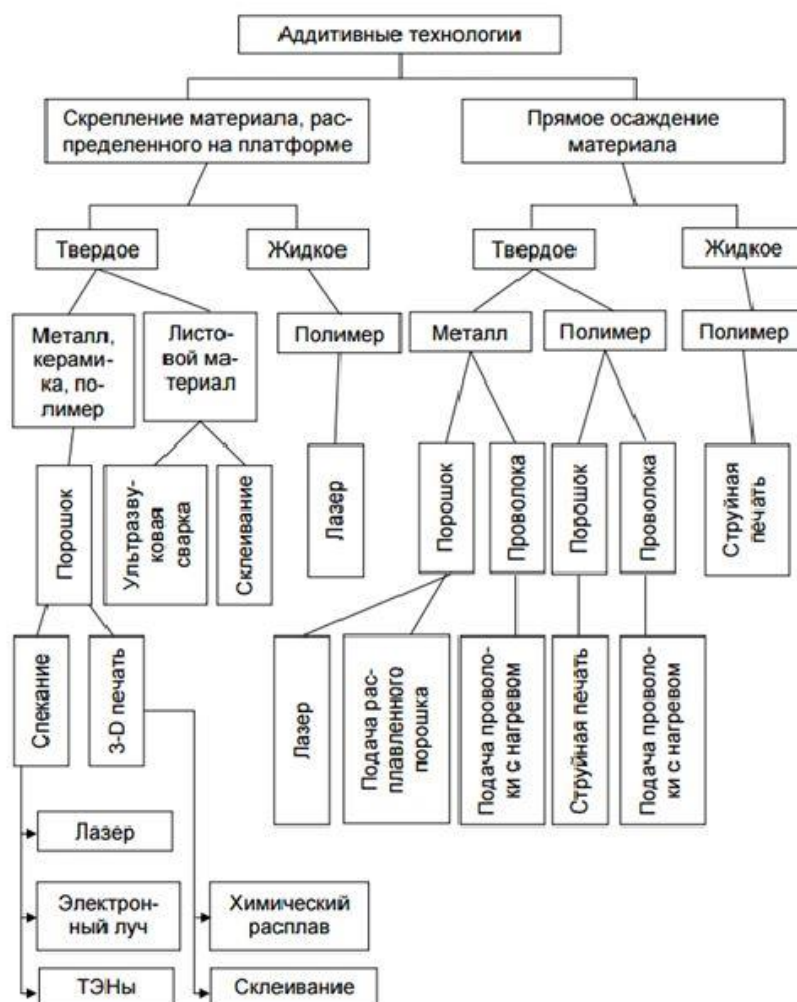 Аддитивные технологии
Скрепление материала, рас-
пределенного на платформе
Прямое осаждение
материала
Твердое
Жидкое
Твердое
Жидкое
Металл,
керами-
ка, по-
лимер
Листо-
вой ма-
териал
Полимер
Металл
Полимер
Полимер
Порошок
Ультразву-
ковая
сварка
Склеивание
Лазер
Порошок
Проволока
Порошок
Проволока
Струйная
печать
Спекание
3-D печать
Лазер
Подача рас-
плавленного
порошка
Подача проволо-
ки с нагревом
Струйная печать
Подача проволо-
ки с нагревом
Лазер
Электрон-
ный луч
Химический
расплав
ТЭНы
Склеивание